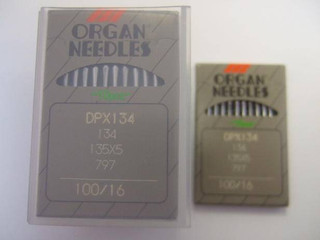 ORGAN
NEEDLES
DPX134
134
135X5
797
100/16
ORGAN
NEEDLES
DPX134
134
135X5
797
100/16